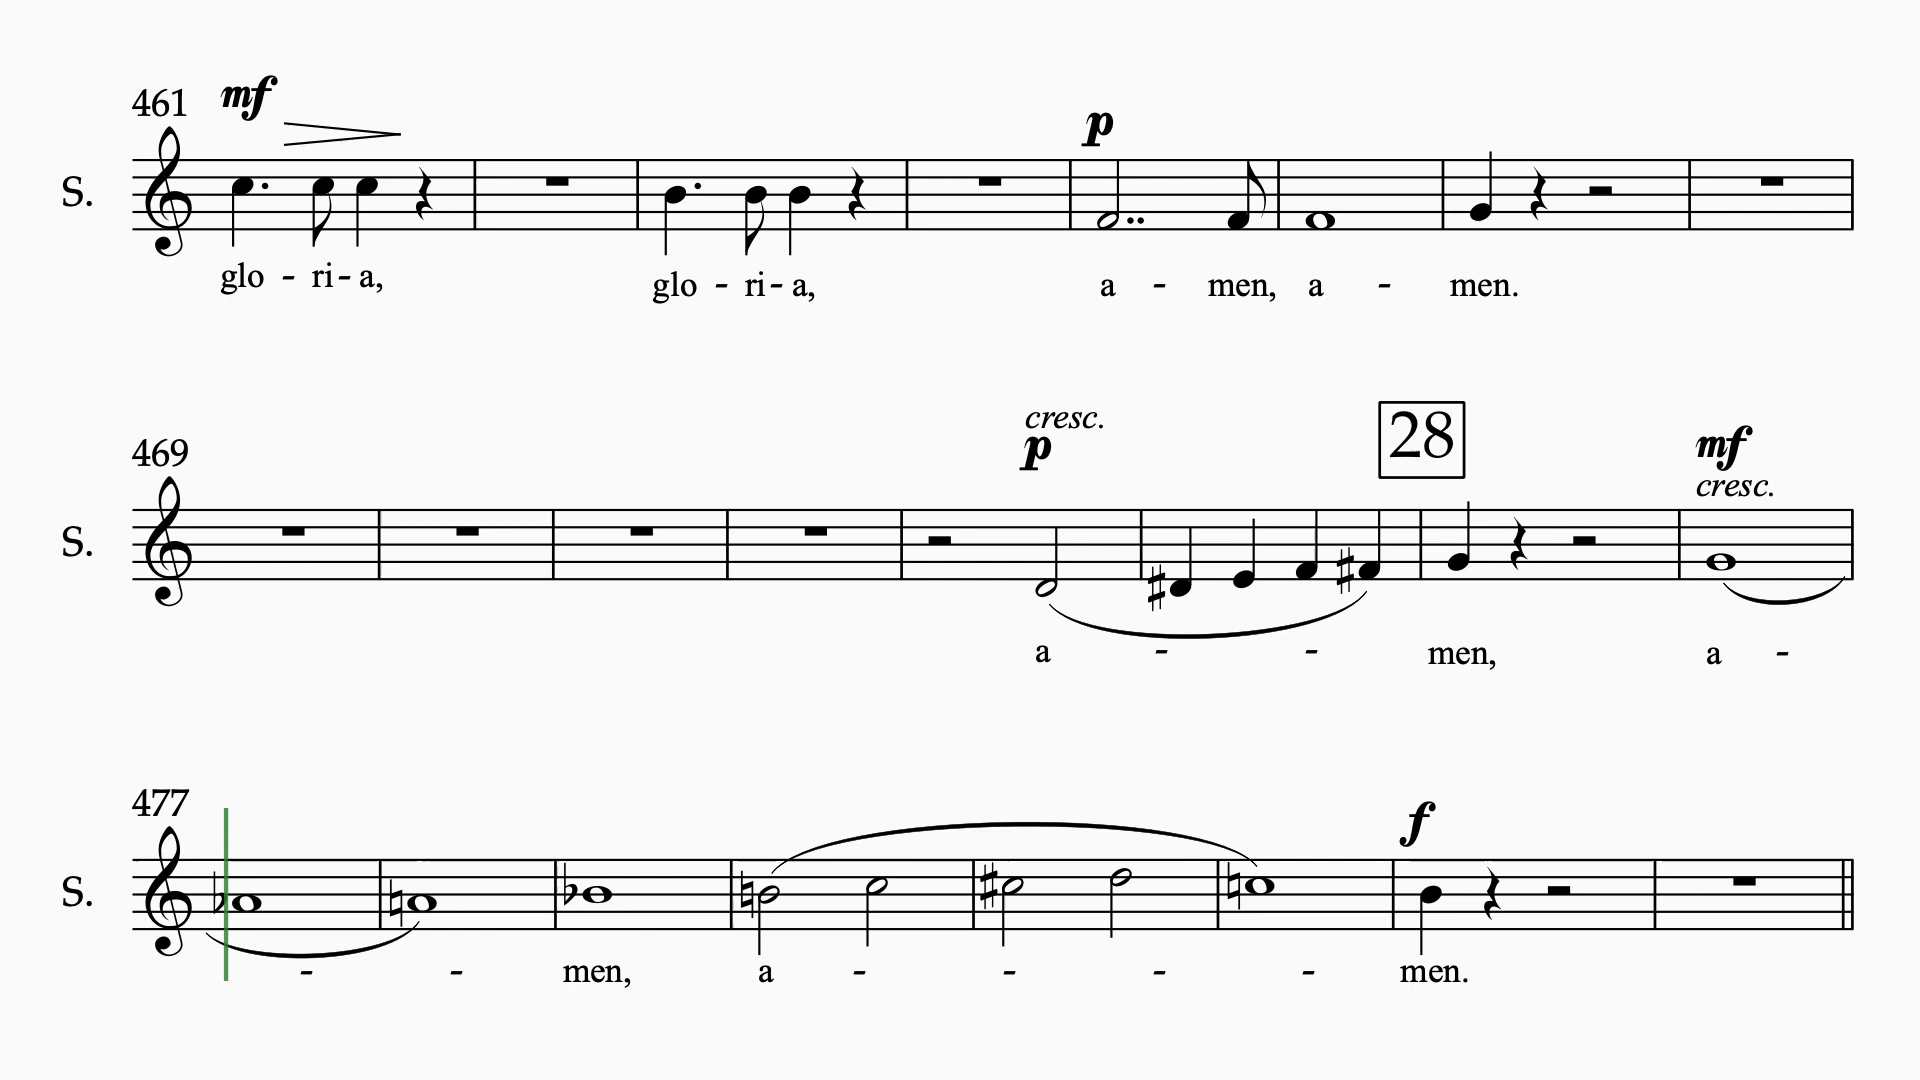 461 mf p
S.
glo - ri - a, glo - ri - a, a - men, a - men.
cresc.
469 p 28 mf
cresc.
S.
a - - men, a -
477 f
S.
- - men, a - - - - men.